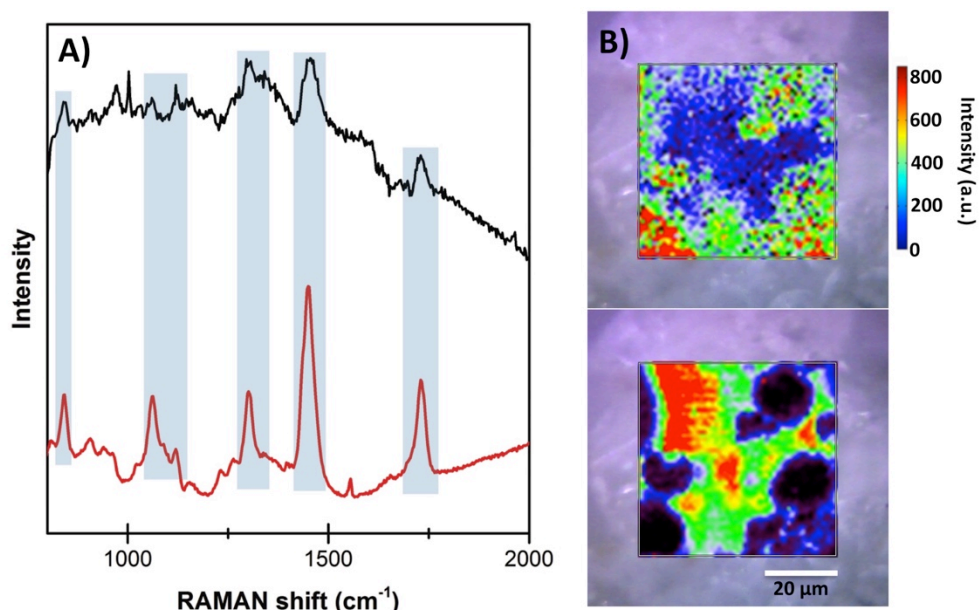 A)
Intensity
1000
1500
2000
RAMAN shift (cm⁻¹)
B)
800
600
400
200
0
Intensity (a.u.)
20 µm